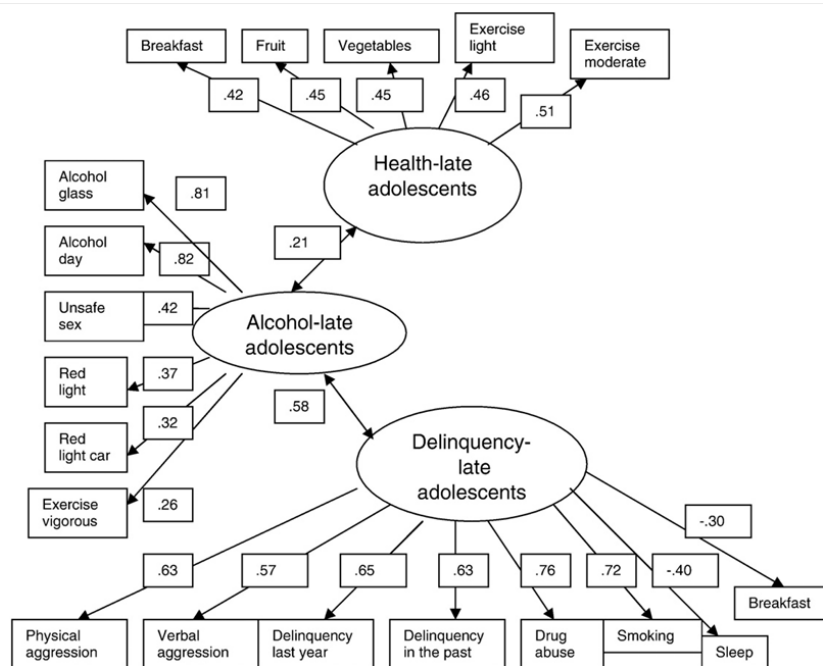 Breakfast
Fruit
Vegetables
Exercise
light
Exercise
moderate
.42
.45
.45
.46
.51
Health-late
adolescents
Alcohol
glass
.81
Alcohol
day
.82
.21
Unsafe
sex
.42
Alcohol-late
adolescents
Red
light
.37
.58
Red
light car
.32
Delinquency-
late
adolescents
Exercise
vigorous
.26
-.30
.63
.57
.65
.63
.76
.72
-.40
Breakfast
Physical
aggression
Verbal
aggression
Delinquency
last year
Delinquency
in the past
Drug
abuse
Smoking
Sleep